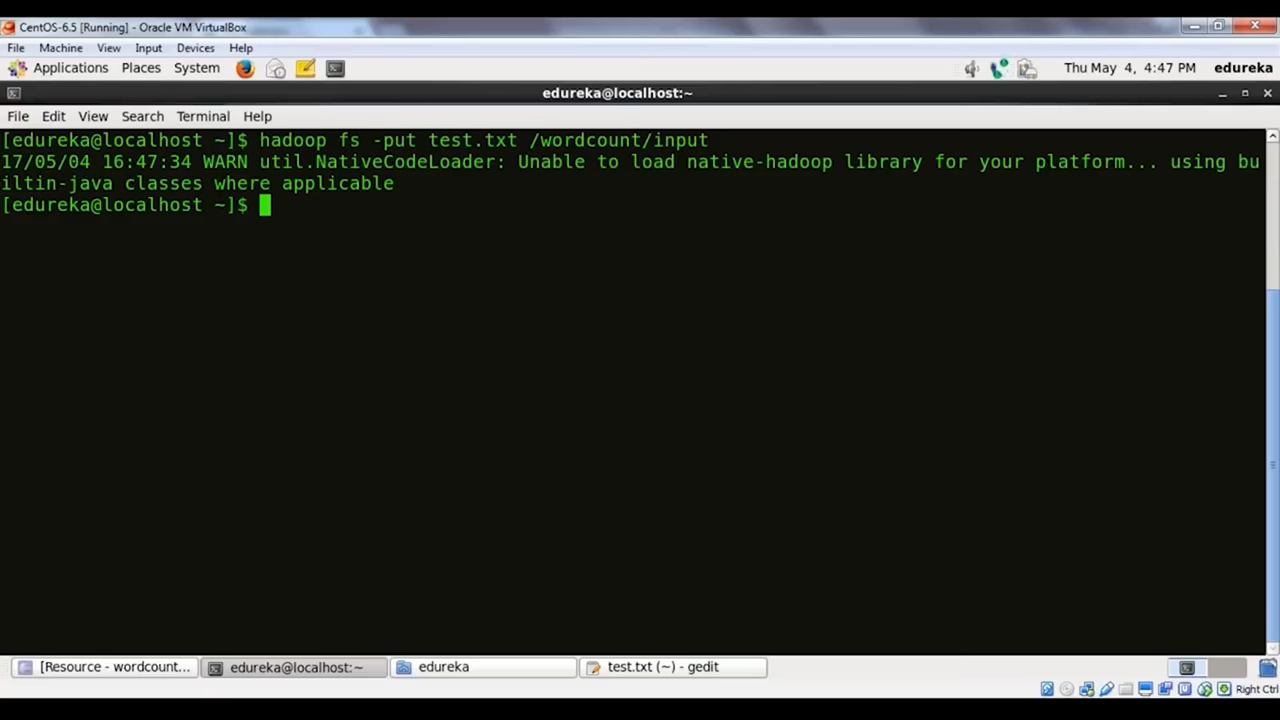 CentOS-6.5 [Running] - Oracle VM VirtualBox
File Machine View Input Devices Help
Applications Places System Thu May 4, 4:47 PM edureka
edureka@localhost:~
File Edit View Search Terminal Help
[edureka@localhost ~]$ hadoop fs -put test.txt /wordcount/input
17/05/04 16:47:34 WARN util.NativeCodeLoader: Unable to load native-hadoop library for your platform... using bu
iltin-java classes where applicable
[edureka@localhost ~]$
[Resource - wordcount... edureka@localhost:~ edureka test.txt (~) - gedit
Right Ctrl